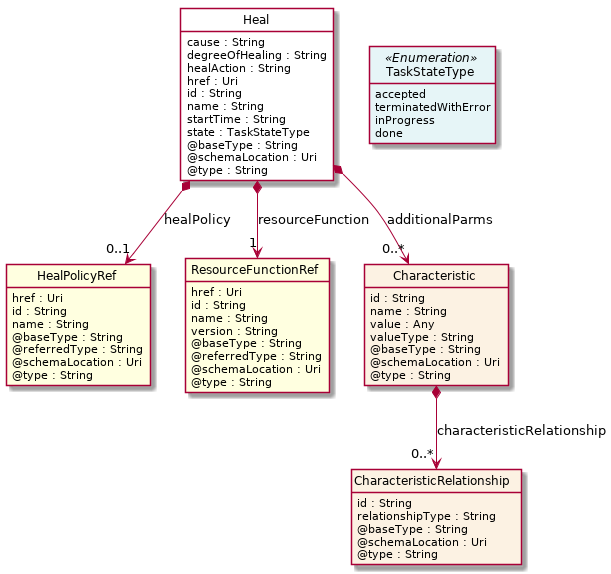 Heal
cause : String
degreeOfHealing : String
healAction : String
href : Uri
id : String
name : String
startTime : String
state : TaskStateType
@baseType : String
@schemaLocation : Uri
@type : String
«Enumeration»
TaskStateType
accepted
terminatedWithError
inProgress
done
healPolicy
resourceFunction
additionalParms
0..1
1
0..*
HealPolicyRef
href : Uri
id : String
name : String
@baseType : String
@referredType : String
@schemaLocation : Uri
@type : String
ResourceFunctionRef
href : Uri
id : String
name : String
version : String
@baseType : String
@referredType : String
@schemaLocation : Uri
@type : String
Characteristic
id : String
name : String
value : Any
valueType : String
@baseType : String
@schemaLocation : Uri
@type : String
characteristicRelationship
0..*
CharacteristicRelationship
id : String
relationshipType : String
@baseType : String
@schemaLocation : Uri
@type : String